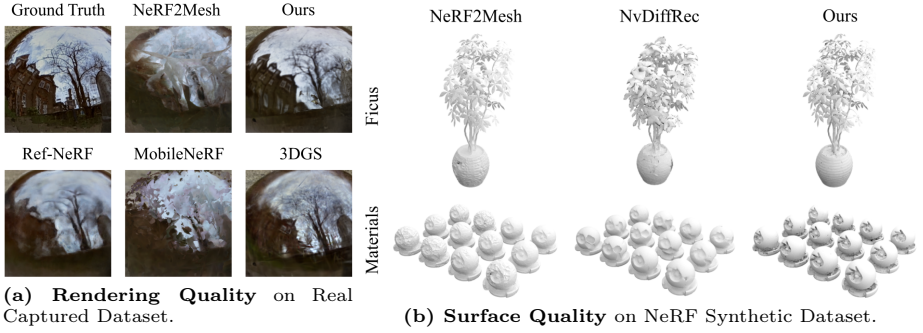 Ground Truth NeRF2Mesh Ours
Ref-NeRF MobileNeRF 3DGS
(a) Rendering Quality on Real
Captured Dataset.
NeRF2Mesh NvDiffRec Ours
Ficus
Materials
(b) Surface Quality on NeRF Synthetic Dataset.